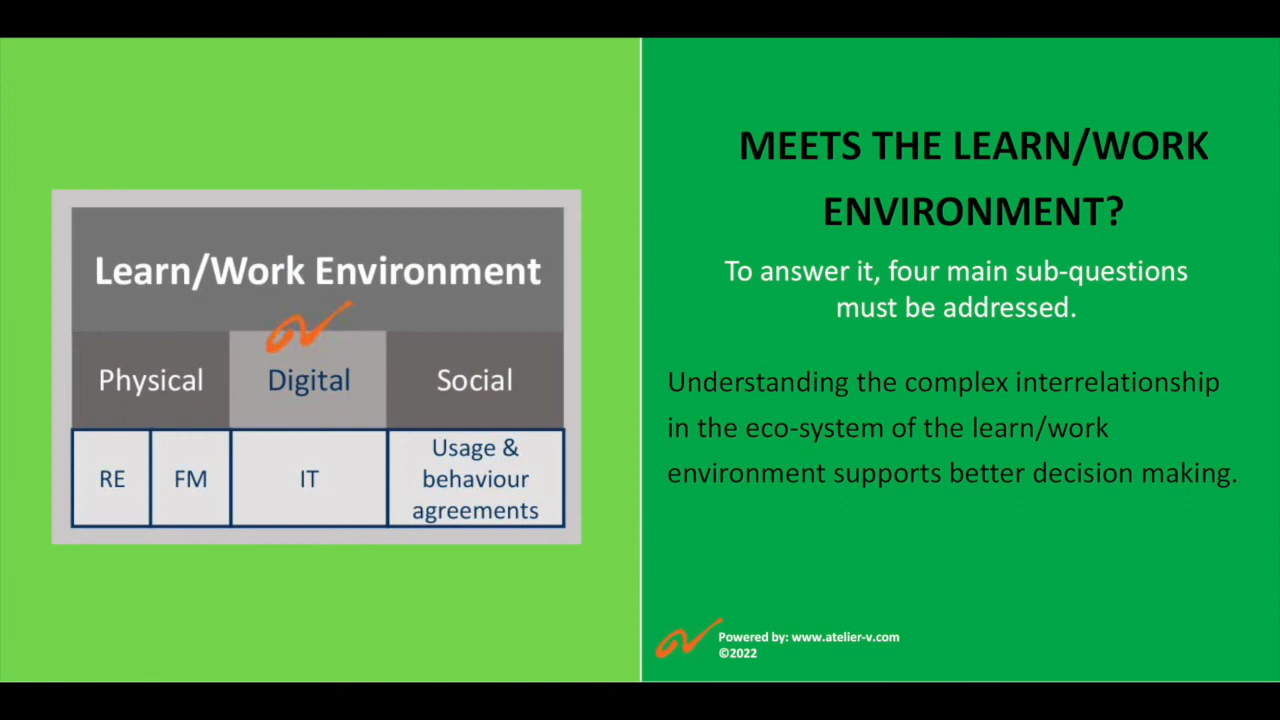 Learn/Work Environment
Physical
Digital
Social
RE
FM
IT
Usage &
behaviour
agreements
MEETS THE LEARN/WORK
ENVIRONMENT?
To answer it, four main sub-questions
must be addressed.
Understanding the complex interrelationship
in the eco-system of the learn/work
environment supports better decision making.
Powered by: www.atelier-v.com
©2022